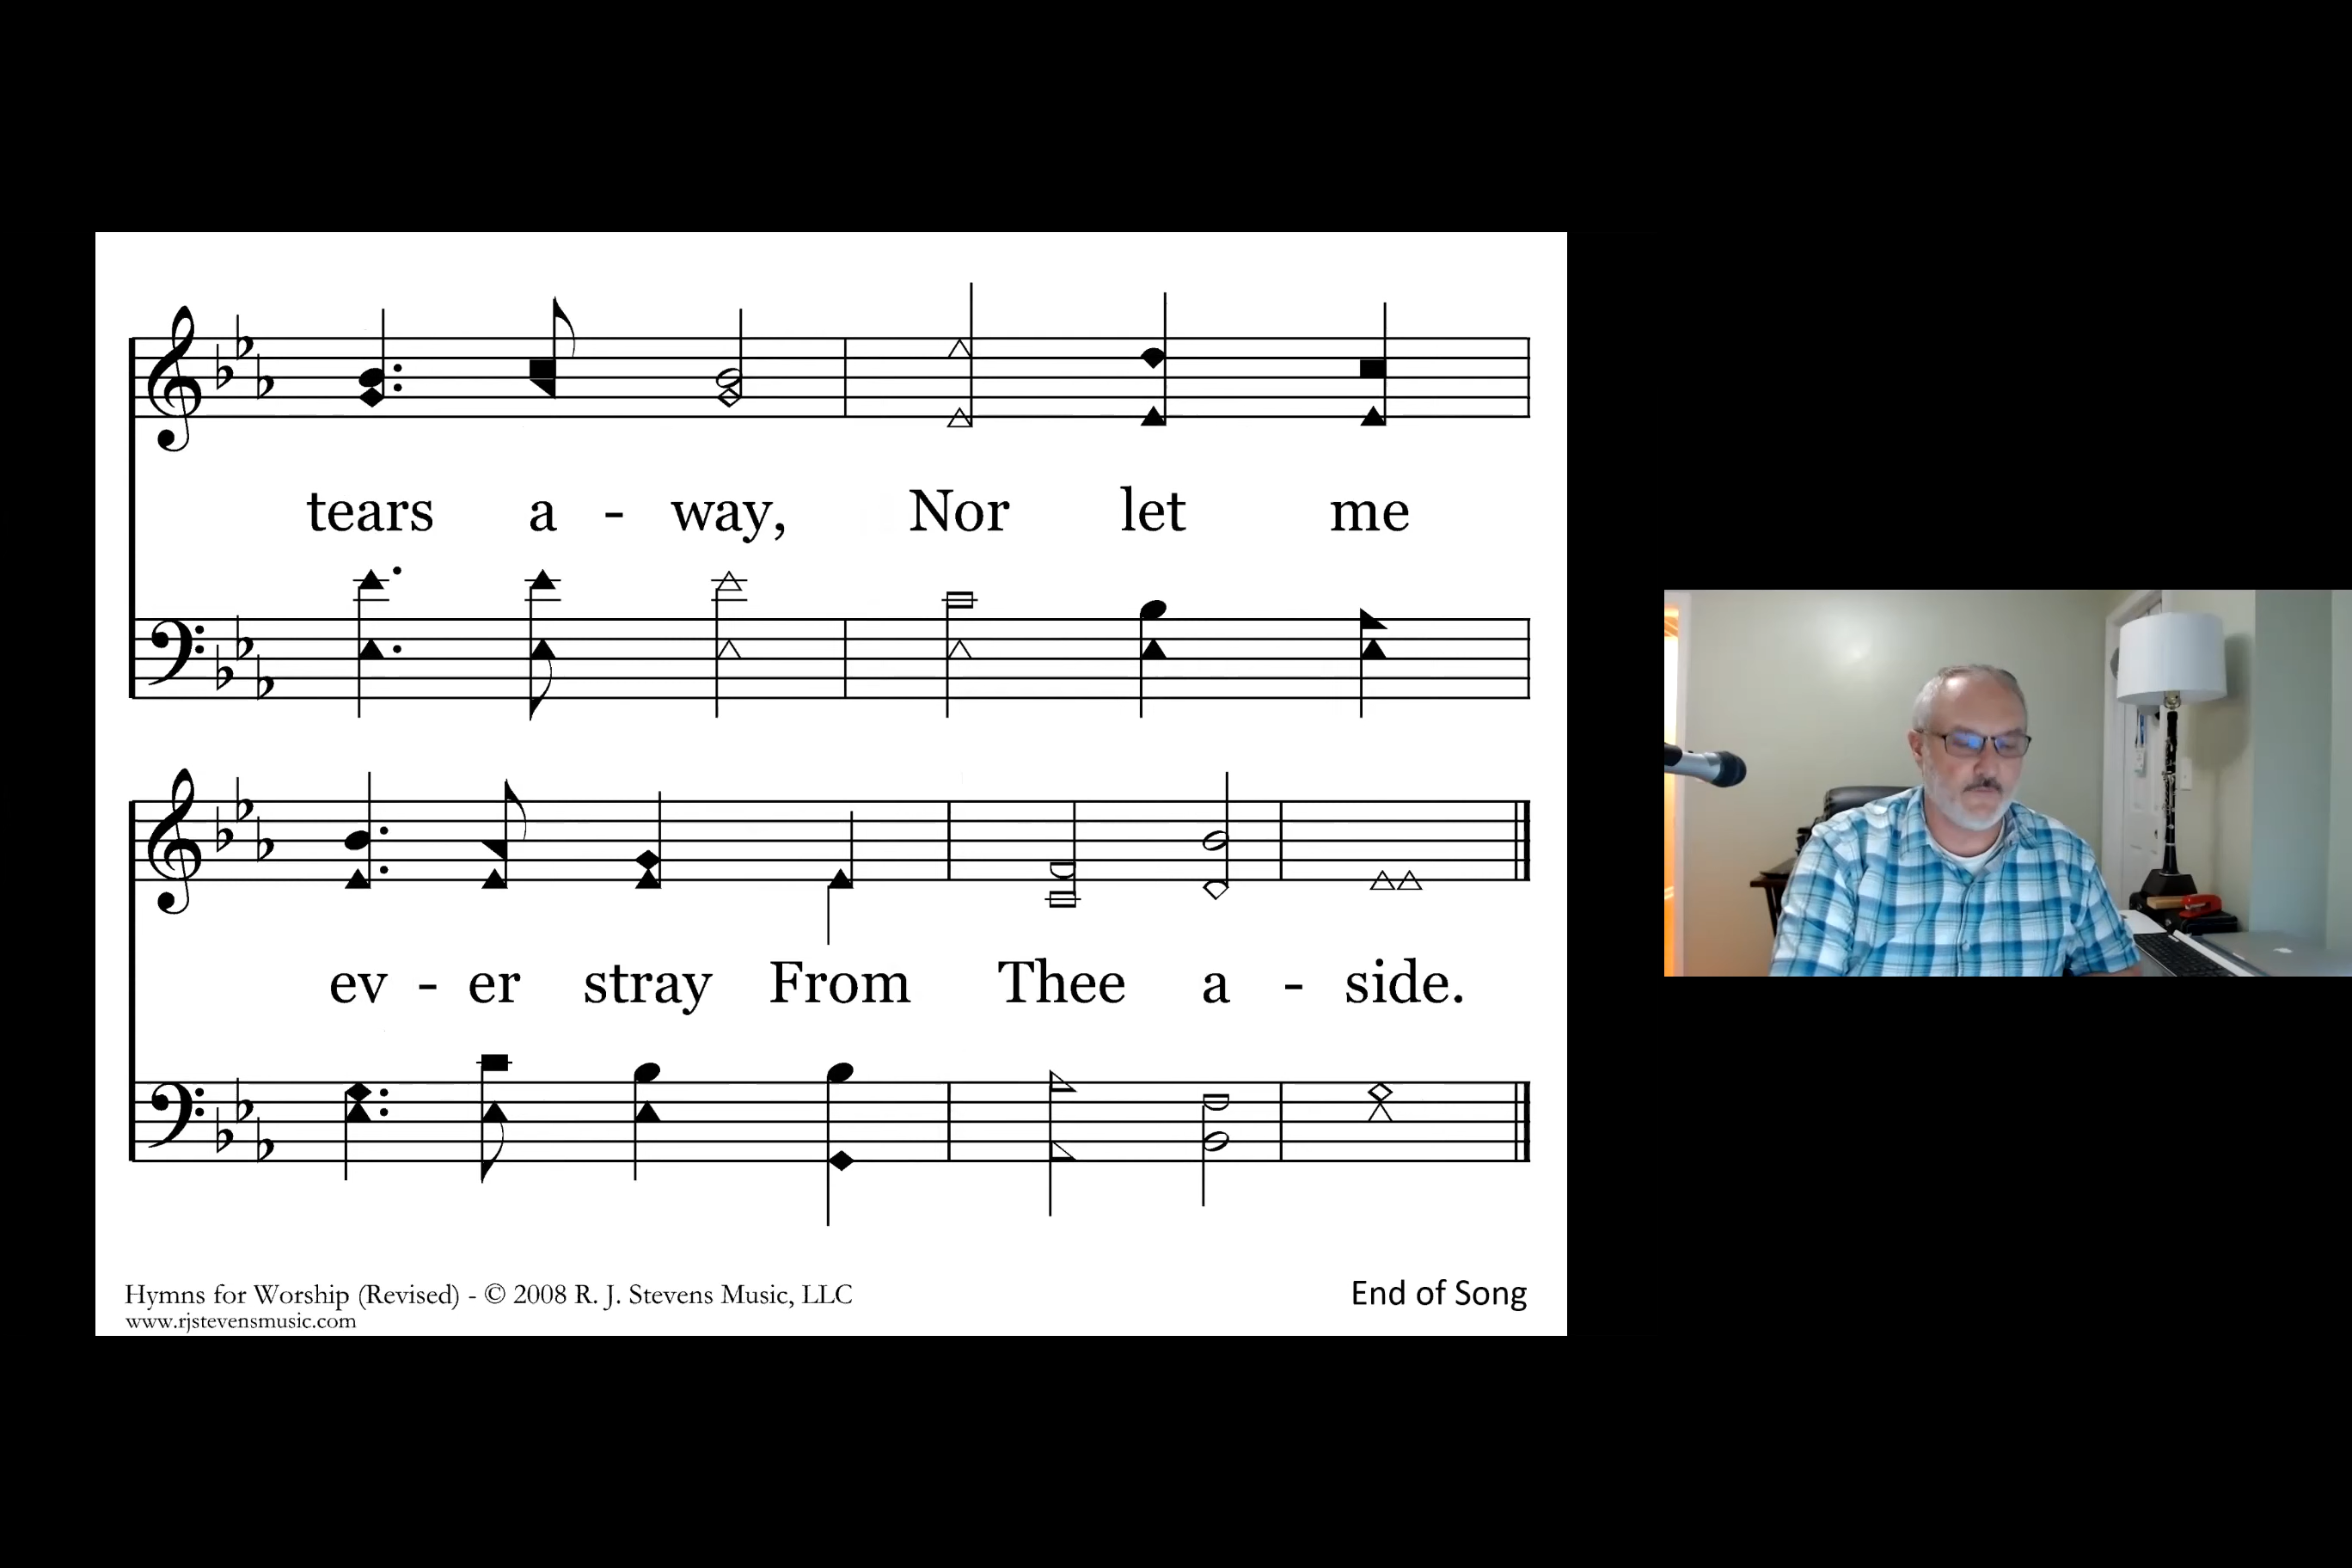 tears a - way, Nor let me
ev - er stray From Thee a - side.
Hymns for Worship (Revised) - © 2008 R. J. Stevens Music, LLC
www.rjstevensmusic.com
End of Song